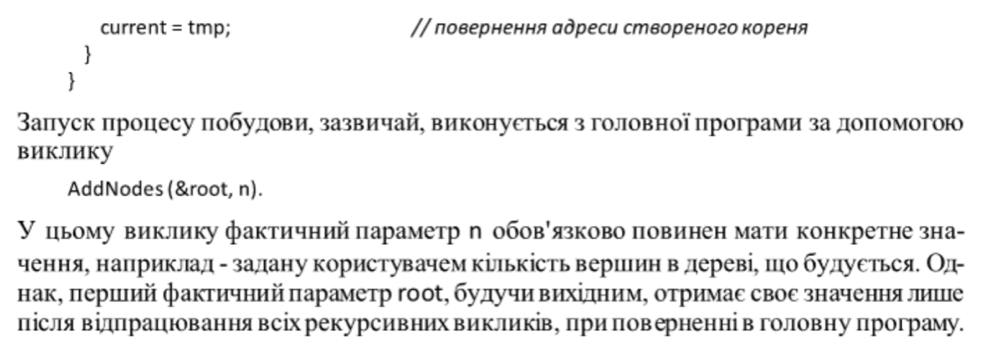 current = tmp; // повернення адреси створеного кореня
}
}
Запуск процесу побудови, зазвичай, виконується з головної програми за допомогою
виклику
AddNodes (&root, n).
У цьому виклику фактичний параметр n обов'язково повинен мати конкретне зна-
чення, наприклад - задану користувачем кількість вершин в дереві, що будується. Од-
нак, перший фактичний параметр root, будучи вихідним, отримає своє значення лише
після відпрацювання всіх рекурсивних викликів, при поверненні в головну програму.